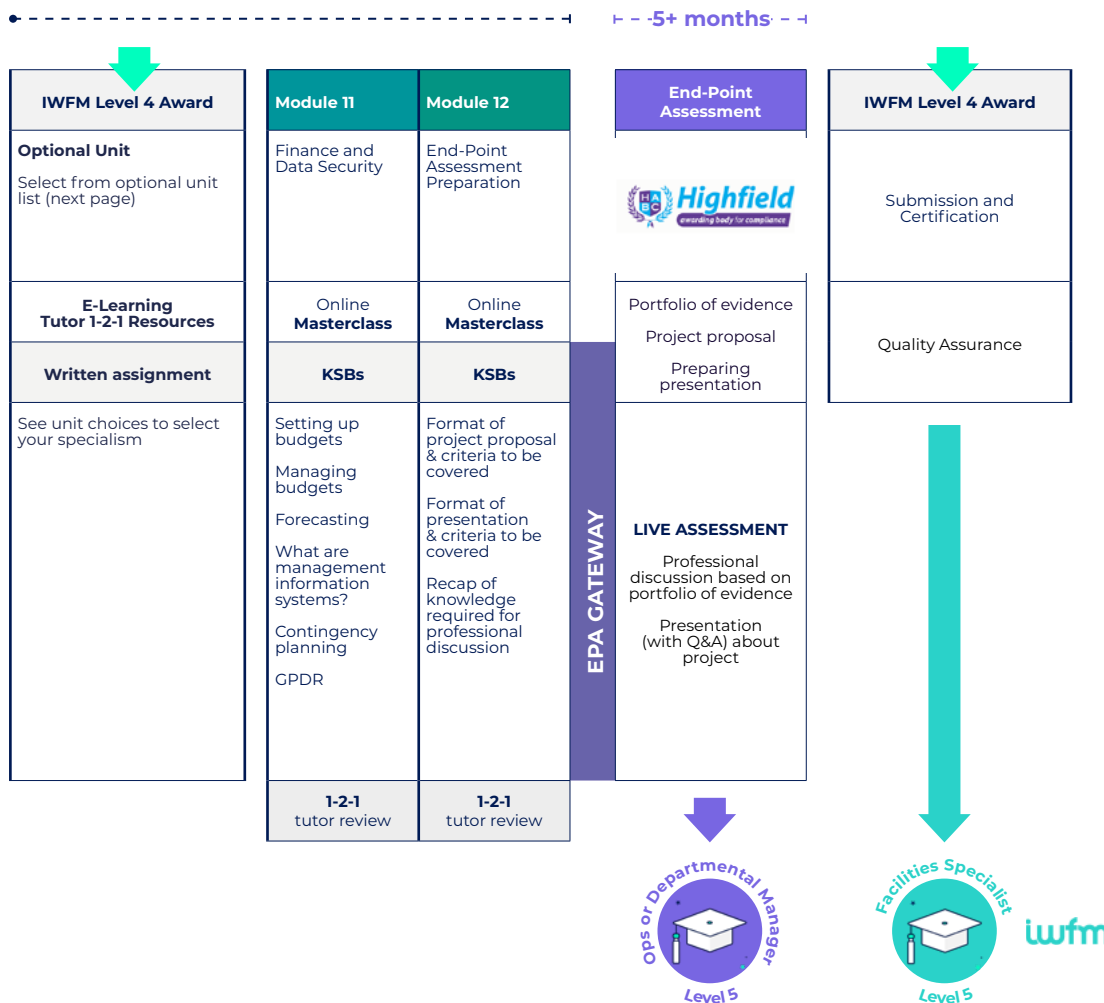 5+ months
IWFM Level 4 Award
Optional Unit
Select from optional unit
list (next page)
E-Learning
Tutor 1-2-1 Resources
Written assignment
See unit choices to select
your specialism
Module 11
Finance and
Data Security
Online
Masterclass
KSBs
Setting up
budgets
Managing
budgets
Forecasting
What are
management
information
systems?
Contingency
planning
GPDR
1-2-1
tutor review
Module 12
End-Point
Assessment
Preparation
Online
Masterclass
KSBs
Format of
project proposal
& criteria to be
covered
Format of
presentation
& criteria to be
covered
Recap of
knowledge
required for
professional
discussion
1-2-1
tutor review
EPA GATEWAY
End-Point
Assessment
HABC
Highfield
awarding body for compliance
Portfolio of evidence
Project proposal
Preparing
presentation
LIVE ASSESSMENT
Professional
discussion based on
portfolio of evidence
Presentation
(with Q&A) about
project
Ops or Departmental Manager
Level 5
IWFM Level 4 Award
Submission and
Certification
Quality Assurance
Facilities Specialist
Level 5
iwfm